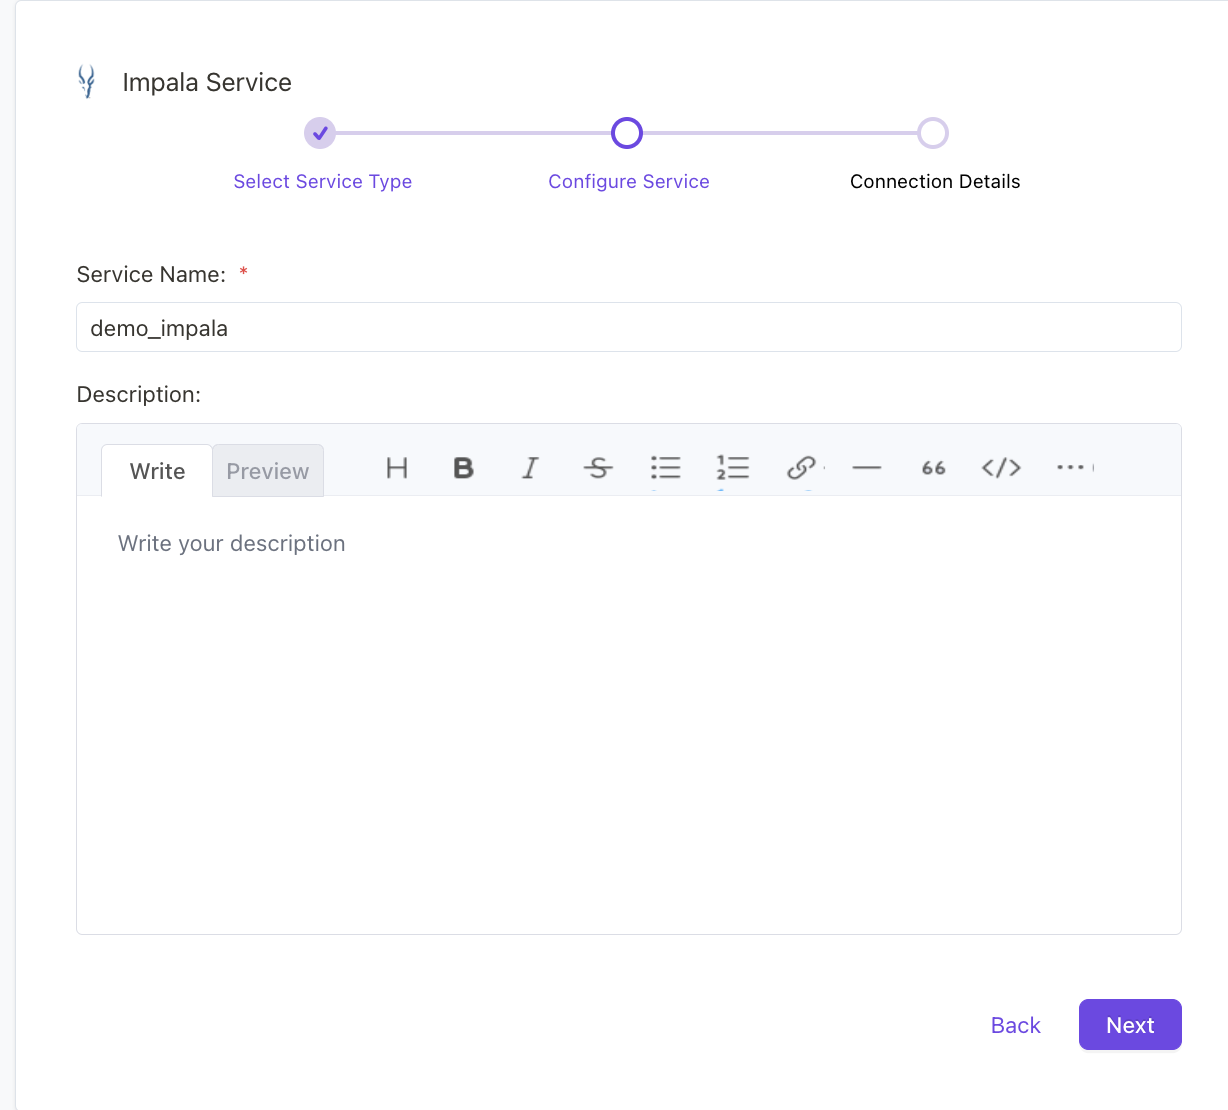 Impala Service
Select Service Type
Configure Service
Connection Details
Service Name: *
demo_impala
Description:
Write
Preview
Write your description
Back
Next